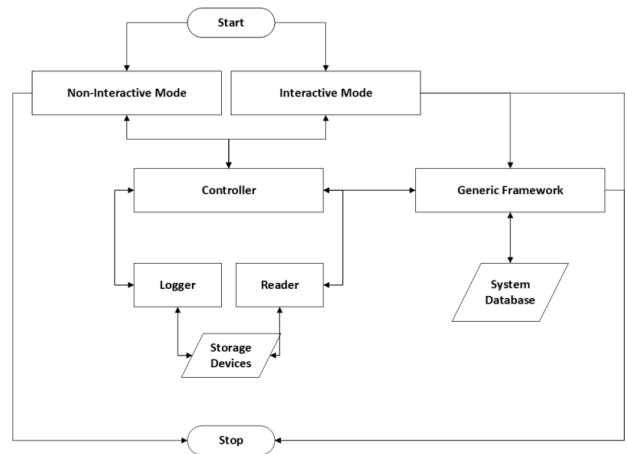 Start
Non-Interactive Mode
Interactive Mode
Controller
Generic Framework
Logger
Reader
System
Database
Storage
Devices
Stop